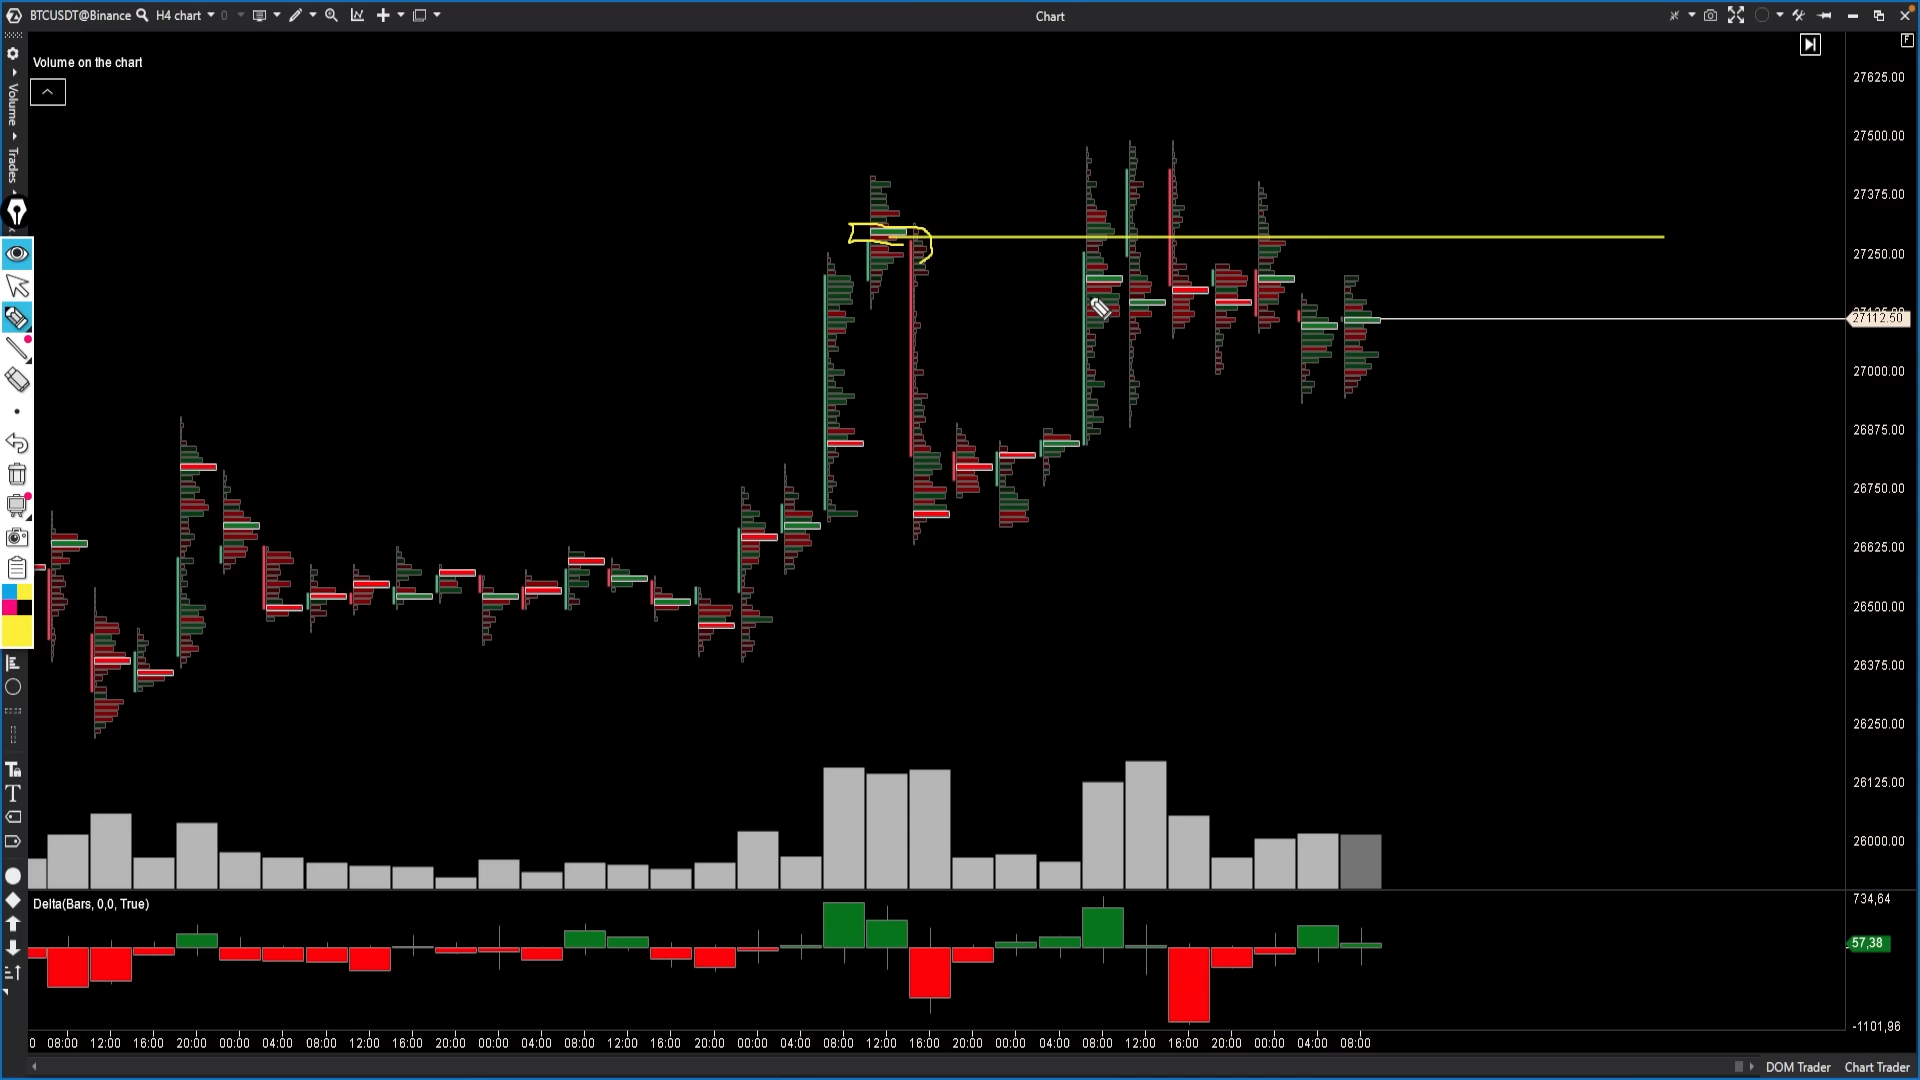 BTCUSDT@Binance H4 chart 0
Chart
Volume on the chart
F
Volume
Trades
27625.00
27500.00
27375.00
27250.00
27112.50
27000.00
26875.00
26750.00
26625.00
26500.00
26375.00
26250.00
26125.00
26000.00
Delta(Bars, 0,0, True)
734,64
57,38
-1101,96
0 08:00 12:00 16:00 20:00 00:00 04:00 08:00 12:00 16:00 20:00 00:00 04:00 08:00 12:00 16:00 20:00 00:00 04:00 08:00 12:00 16:00 20:00 00:00 04:00 08:00 12:00 16:00 20:00 00:00 04:00 08:00
DOM Trader Chart Trader